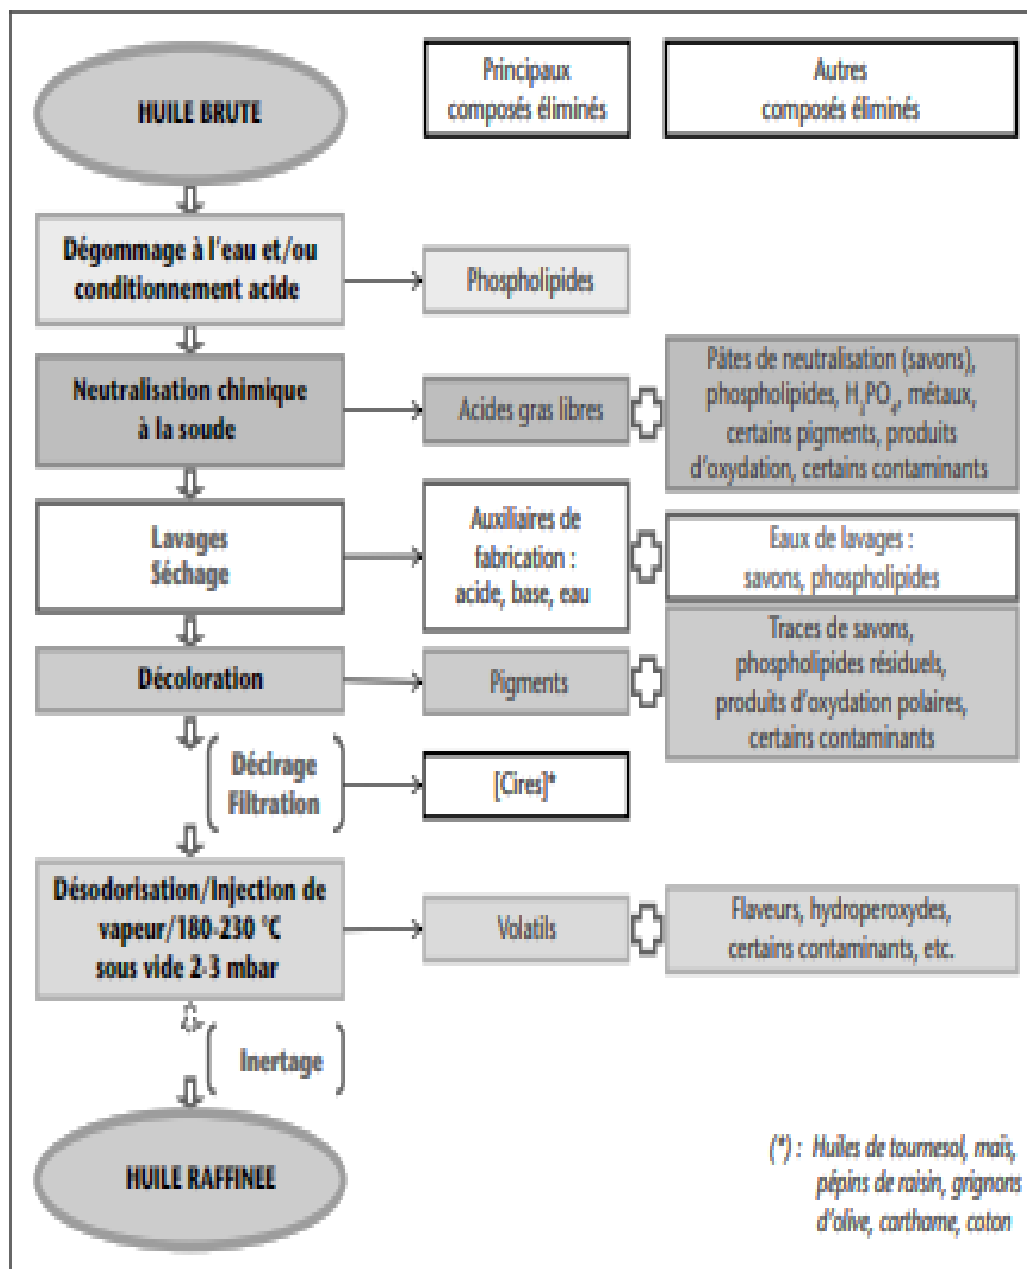 HUILE BRUTE
Principaux
composés éliminés
Autres
composés éliminés
Dégommage à l'eau et/ou
conditionnement acide
Phospholipides
Neutralisation chimique
à la soude
Acides gras libres
Pâtes de neutralisation (savons),
phospholipides, H₃PO₄, métaux,
certains pigments, produits
d'oxydation, certains contaminants
Lavages
Séchage
Auxiliaires de
fabrication :
acide, base, eau
Eaux de lavages :
savons, phospholipides
Décoloration
Pigments
Traces de savons,
phospholipides résiduels,
produits d'oxydation polaires,
certains contaminants
Décirage
Filtration
[Cires]*
Désodorisation/Injection de
vapeur/180-230 °C
sous vide 2-3 mbar
Volatils
Flaveurs, hydroperoxydes,
certains contaminants, etc.
Inertage
HUILE RAFFINEE
(*) : Huiles de tournesol, maïs,
pépins de raisin, grignons
d'olive, carthame, coton